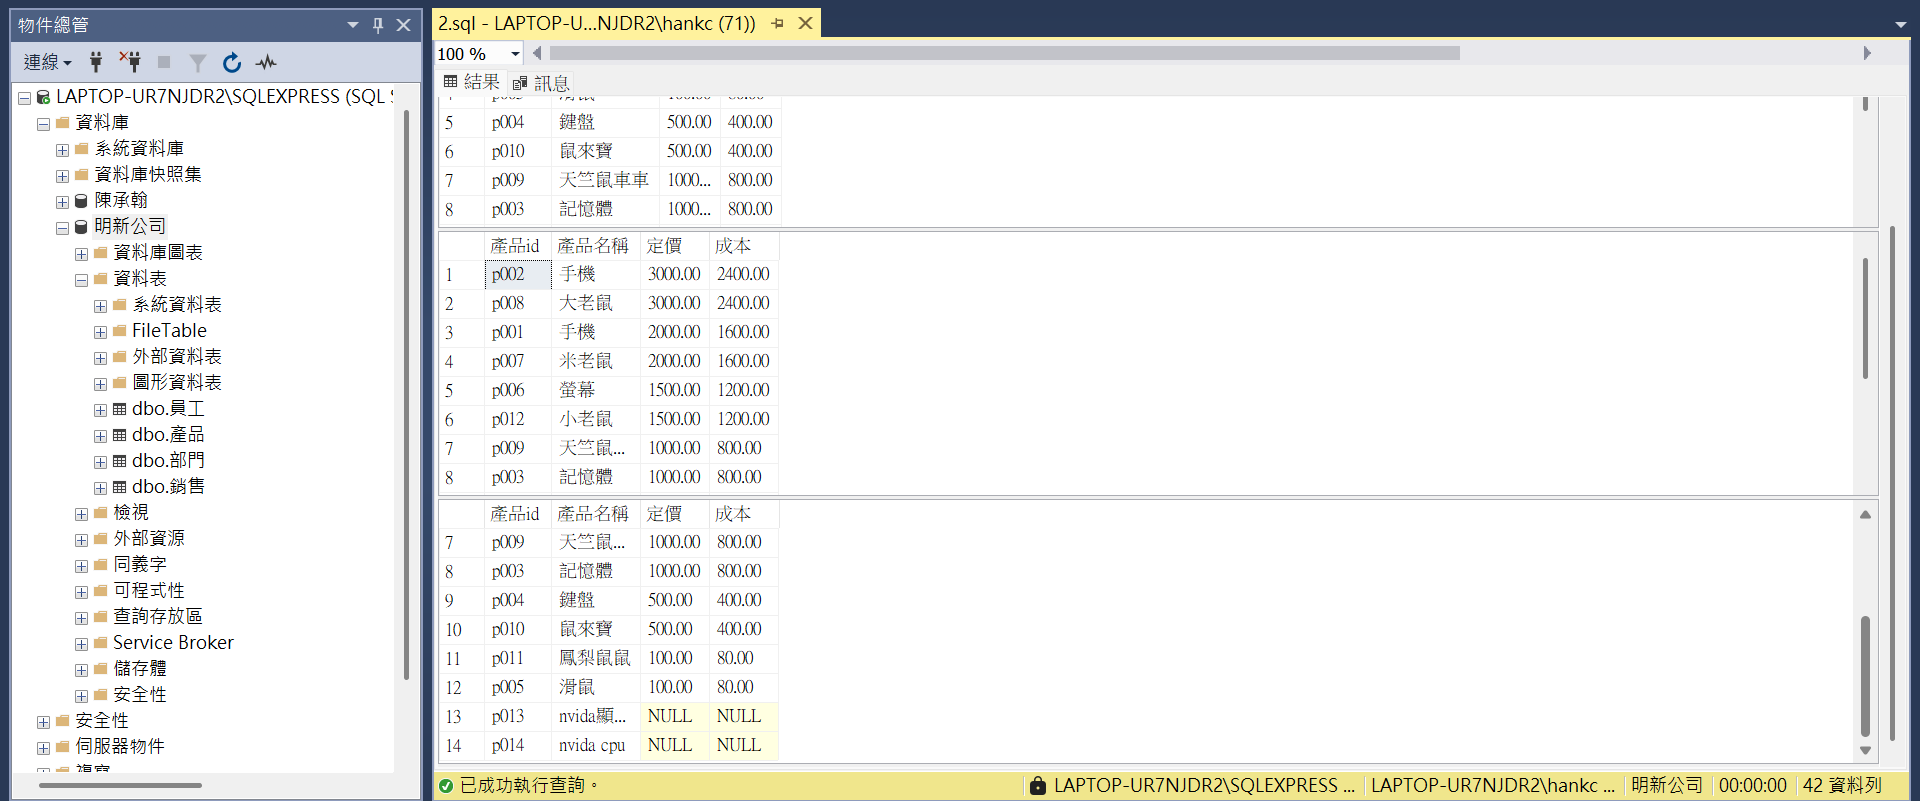 物件總管
連線
LAPTOP-UR7NJDR2\SQLEXPRESS (SQL S
資料庫
系統資料庫
資料庫快照集
陳承翰
明新公司
資料庫圖表
資料表
系統資料表
FileTable
外部資料表
圖形資料表
dbo.員工
dbo.產品
dbo.部門
dbo.銷售
檢視
外部資源
同義字
可程式性
查詢存放區
Service Broker
儲存體
安全性
安全性
伺服器物件
複寫
2.sql - LAPTOP-U...NJDR2\hankc (71))
100 %
結果 訊息
4 p005 滑鼠 100.00 80.00
5 p004 鍵盤 500.00 400.00
6 p010 鼠來寶 500.00 400.00
7 p009 天竺鼠車車 1000... 800.00
8 p003 記憶體 1000... 800.00
產品id 產品名稱 定價 成本
1 p002 手機 3000.00 2400.00
2 p008 大老鼠 3000.00 2400.00
3 p001 手機 2000.00 1600.00
4 p007 米老鼠 2000.00 1600.00
5 p006 螢幕 1500.00 1200.00
6 p012 小老鼠 1500.00 1200.00
7 p009 天竺鼠... 1000.00 800.00
8 p003 記憶體 1000.00 800.00
產品id 產品名稱 定價 成本
7 p009 天竺鼠... 1000.00 800.00
8 p003 記憶體 1000.00 800.00
9 p004 鍵盤 500.00 400.00
10 p010 鼠來寶 500.00 400.00
11 p011 鳳梨鼠鼠 100.00 80.00
12 p005 滑鼠 100.00 80.00
13 p013 nvida顯... NULL NULL
14 p014 nvida cpu NULL NULL
已成功執行查詢。 LAPTOP-UR7NJDR2\SQLEXPRESS ... LAPTOP-UR7NJDR2\hankc ... 明新公司 00:00:00 42 資料列